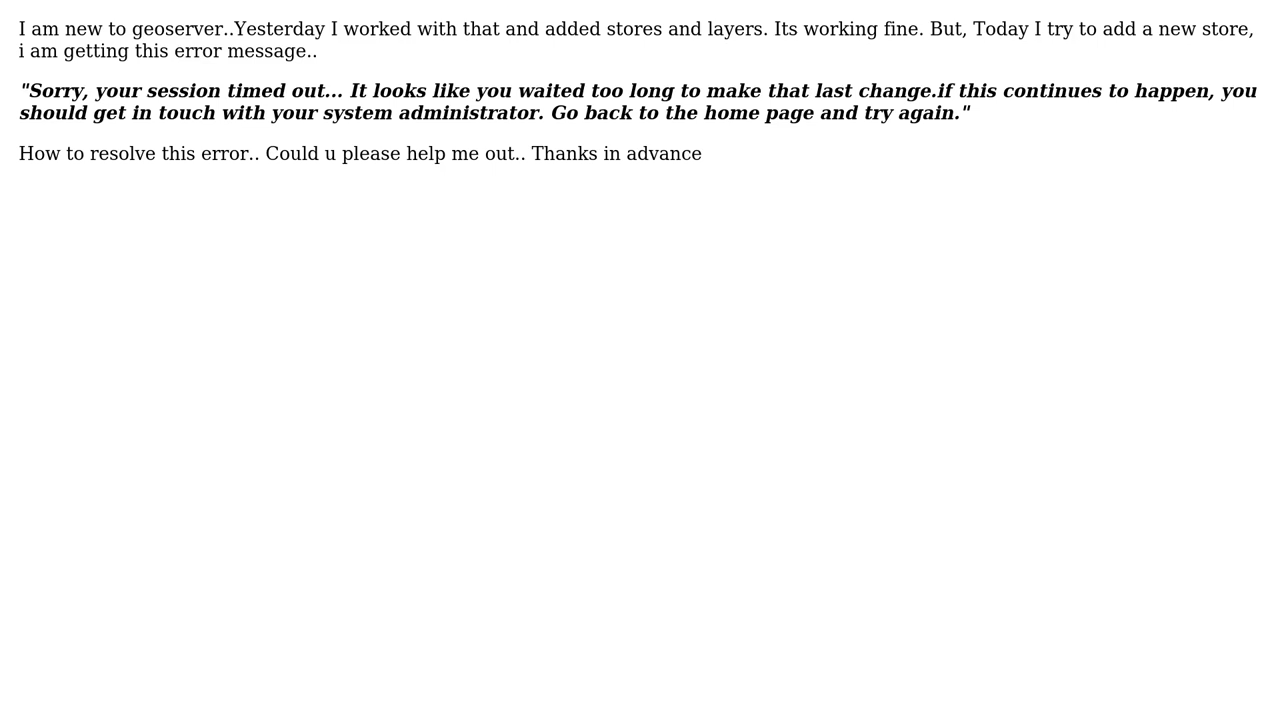 I am new to geoserver..Yesterday I worked with that and added stores and layers. Its working fine. But, Today I try to add a new store,
i am getting this error message..
"Sorry, your session timed out... It looks like you waited too long to make that last change.if this continues to happen, you
should get in touch with your system administrator. Go back to the home page and try again."
How to resolve this error.. Could u please help me out.. Thanks in advance